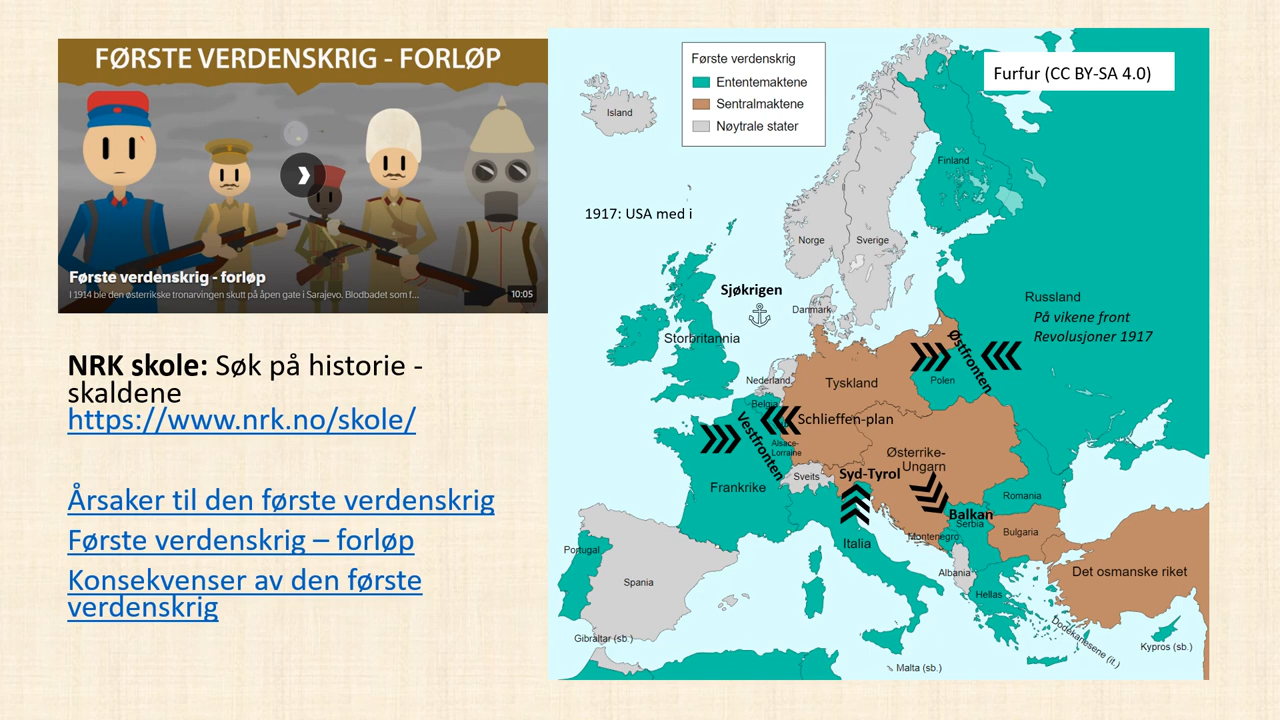 FØRSTE VERDENSKRIG - FORLØP
Første verdenskrig - forløp
I 1914 ble den østerrikske tronarvingen skutt på åpen gate i Sarajevo. Blodbadet som f...
10:05
NRK skole: Søk på historie -
skaldene
https://www.nrk.no/skole/
Årsaker til den første verdenskrig
Første verdenskrig – forløp
Konsekvenser av den første
verdenskrig
Første verdenskrig
Ententemaktene
Sentralmaktene
Nøytrale stater
Furfur (CC BY-SA 4.0)
Island
Finland
1917: USA med i
Norge
Sverige
Sjøkrigen
Danmark
Russland
På vikene front
Revolusjoner 1917
Storbritannia
Østfronten
Nederland
Tyskland
Polen
Belgia
Schlieffen-plan
Vestfronten
Alsace-
Lorraine
Østerrike-
Ungarn
Sveits
Syd-Tyrol
Frankrike
Romania
Balkan
Serbia
Bulgaria
Montenegro
Italia
Portugal
Spania
Albania
Det osmanske riket
Hellas
Dodekanesene (it.)
Gibraltar (sb.)
Kypros (sb.)
Malta (sb.)